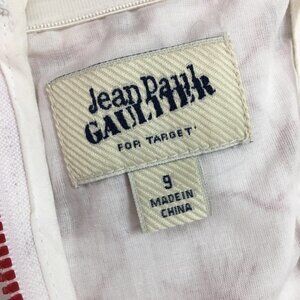 Jean Paul
GAULTIER
FOR TARGET
9
MADE IN
CHINA